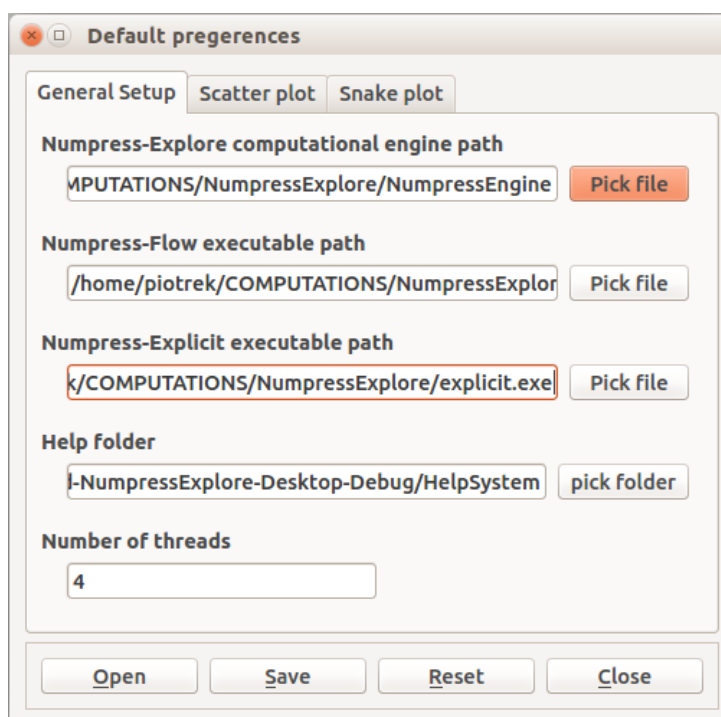 Default pregerences
General Setup Scatter plot Snake plot
Numpress-Explore computational engine path
MPUTATIONS/NumpressExplore/NumpressEngine Pick file
Numpress-Flow executable path
/home/piotrek/COMPUTATIONS/NumpressExplor Pick file
Numpress-Explicit executable path
k/COMPUTATIONS/NumpressExplore/explicit.exe Pick file
Help folder
d-NumpressExplore-Desktop-Debug/HelpSystem pick folder
Number of threads
4
Open Save Reset Close